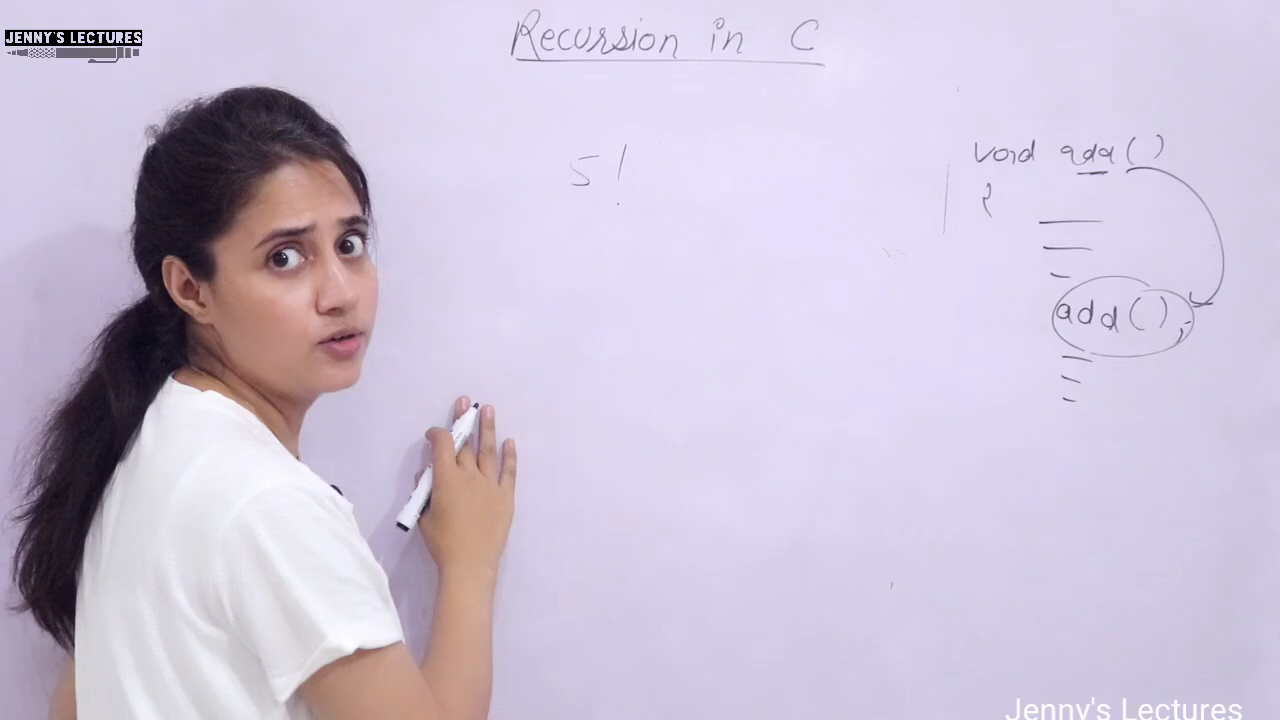 JENNY'S LECTURES
Recursion in C
5!
void add()
{
add();
Jenny's Lectures